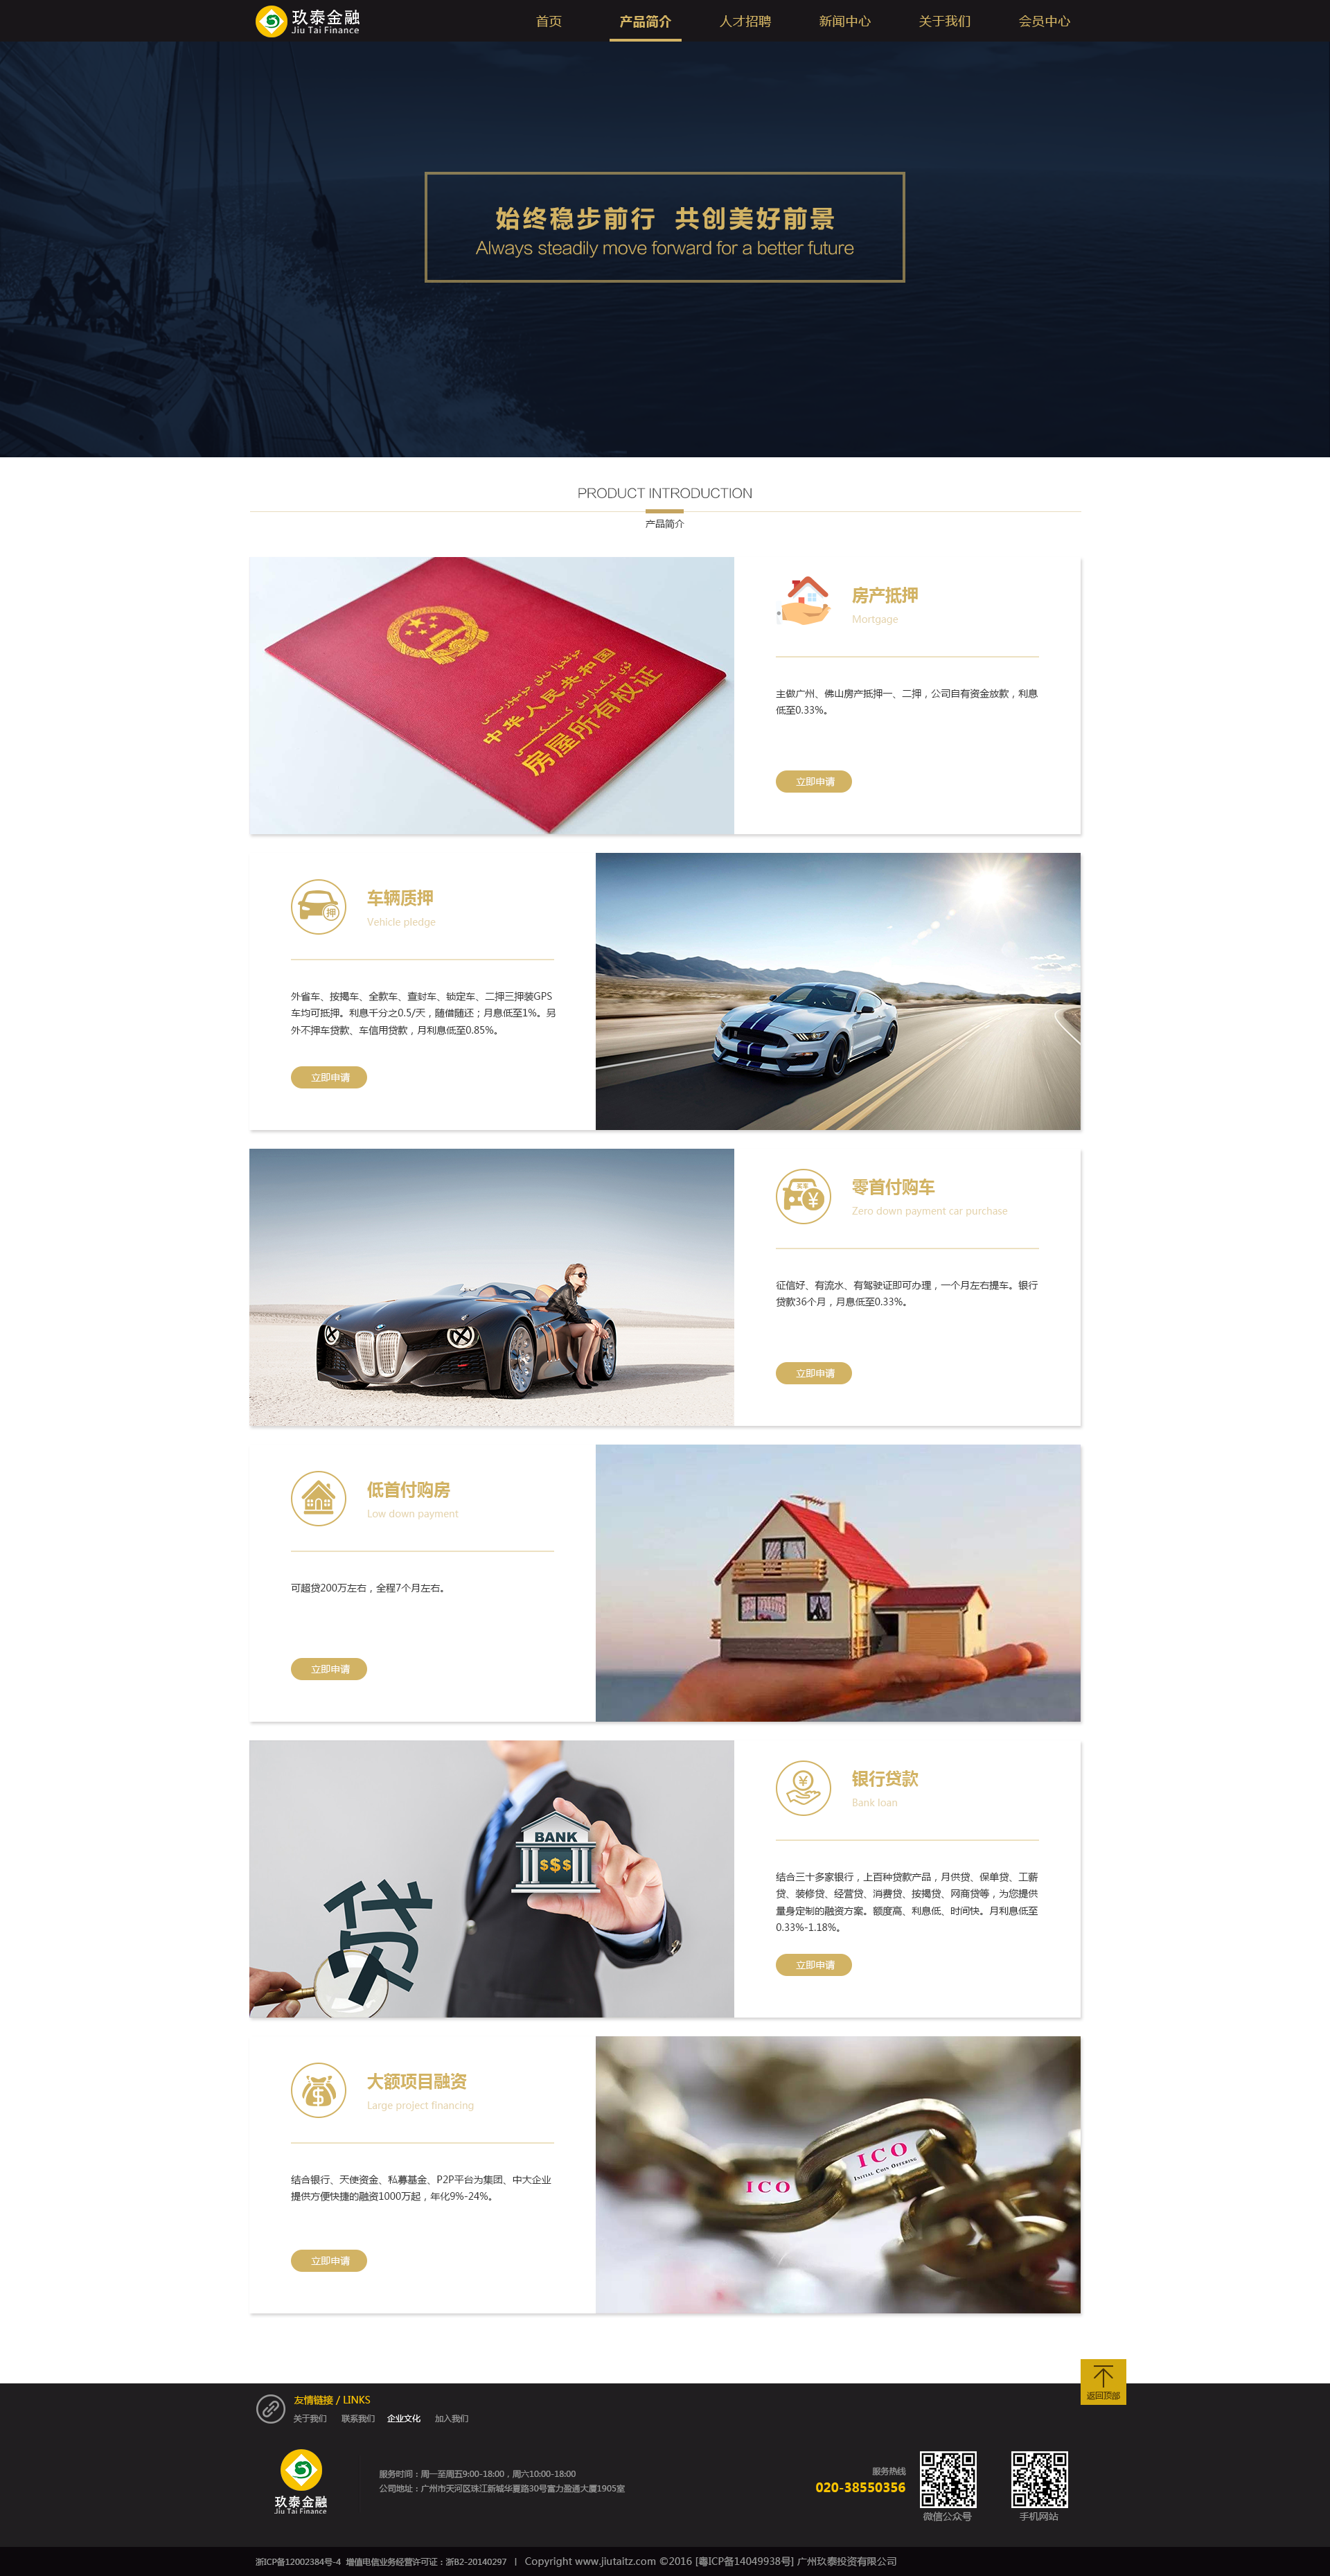 玖泰金融
Jiu Tai Finance
首页
产品简介
人才招聘
新闻中心
关于我们
会员中心
始终稳步前行 共创美好前景
Always steadily move forward for a better future
PRODUCT INTRODUCTION
产品简介
中华人民共和国
房屋所有权证
房产抵押
Mortgage
主做广州、佛山房产抵押一、二押，公司自有资金放款，利息
低至0.33%。
立即申请
押
车辆质押
Vehicle pledge
外省车、按揭车、全款车、查封车、锁定车、二押三押装GPS
车均可抵押。利息千分之0.5/天，随借随还；月息低至1%。另
外不押车贷款、车信用贷款，月利息低至0.85%。
立即申请
零首付购车
Zero down payment car purchase
征信好、有流水、有驾驶证即可办理，一个月左右提车。银行
贷款36个月，月息低至0.33%。
立即申请
低首付购房
Low down payment
可超贷200万左右，全程7个月左右。
立即申请
BANK
$$$
贷
银行贷款
Bank loan
结合三十多家银行，上百种贷款产品，月供贷、保单贷、工薪
贷、装修贷、经营贷、消费贷、按揭贷、网商贷等，为您提供
量身定制的融资方案。额度高、利息低、时间快。月利息低至
0.33%-1.18%。
立即申请
大额项目融资
Large project financing
结合银行、天使资金、私募基金、P2P平台为集团、中大企业
提供方便快捷的融资1000万起，年化9%-24%。
立即申请
ICO
ICO
INITIAL COIN OFFERING
返回顶部
友情链接 / LINKS
关于我们 联系我们 企业文化 加入我们
玖泰金融
Jiu Tai Finance
服务时间：周一至周五9:00-18:00，周六10:00-18:00
公司地址：广州市天河区珠江新城华夏路30号富力盈通大厦1905室
服务热线
020-38550356
微信公众号
手机网站
浙ICP备12002384号-4 增值电信业务经营许可证：浙B2-20140297 | Copyright www.jiutaitz.com ©2016 [粤ICP备14049938号] 广州玖泰投资有限公司